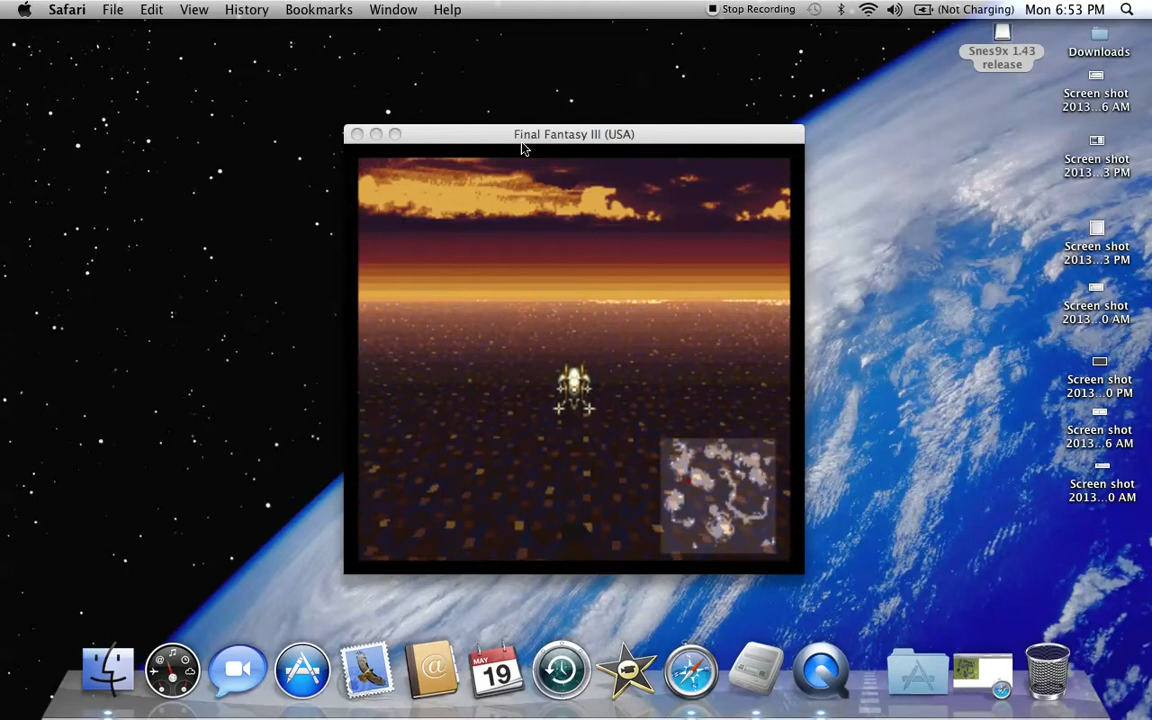 Safari File Edit View History Bookmarks Window Help Stop Recording (Not Charging) Mon 6:53 PM
Snes9x 1.43
release
Downloads
Screen shot
2013...6 AM
Screen shot
2013...3 PM
Screen shot
2013...3 PM
Screen shot
2013...0 AM
Screen shot
2013...0 PM
Screen shot
2013...6 AM
Screen shot
2013...0 AM
Final Fantasy III (USA)
MAY
19
@